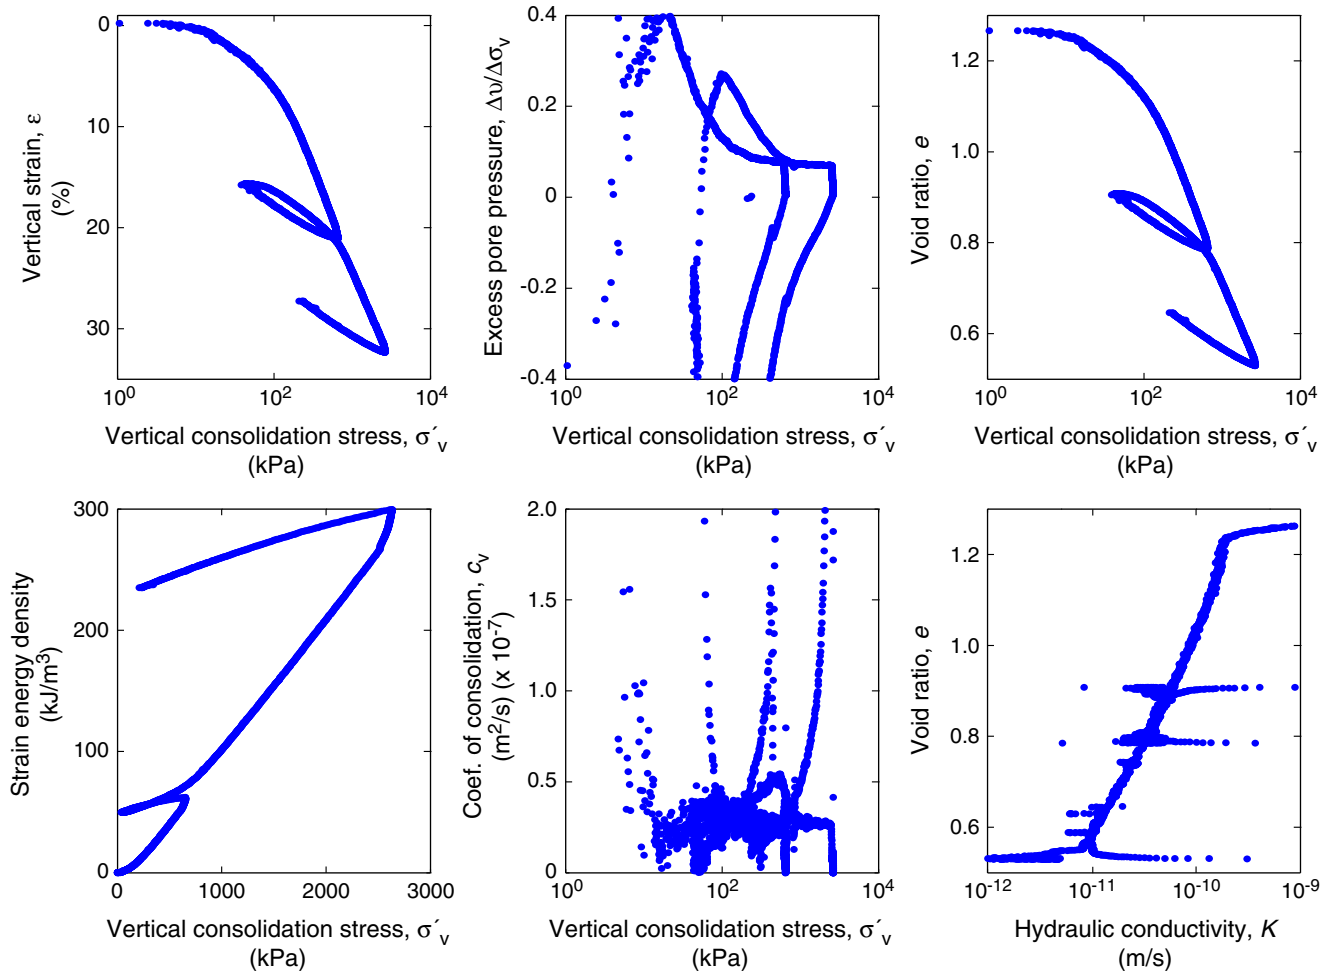 0
10
20
30
Vertical strain, ε
(%)
10⁰
10²
10⁴
Vertical consolidation stress, σ´ᵥ
(kPa)
0.4
0.2
0
-0.2
-0.4
Excess pore pressure, Δυ/Δσᵥ
10⁰
10²
10⁴
Vertical consolidation stress, σ´ᵥ
(kPa)
1.2
1.0
0.8
0.6
Void ratio, e
10⁰
10²
10⁴
Vertical consolidation stress, σ´ᵥ
(kPa)
300
200
100
0
Strain energy density
(kJ/m³)
0
1000
2000
3000
Vertical consolidation stress, σ´ᵥ
(kPa)
2.0
1.5
1.0
0.5
0
Coef. of consolidation, cᵥ
(m²/s) (x 10⁻⁷)
10⁰
10²
10⁴
Vertical consolidation stress, σ´ᵥ
(kPa)
1.2
1.0
0.8
0.6
Void ratio, e
10⁻¹²
10⁻¹¹
10⁻¹⁰
10⁻⁹
Hydraulic conductivity, K
(m/s)